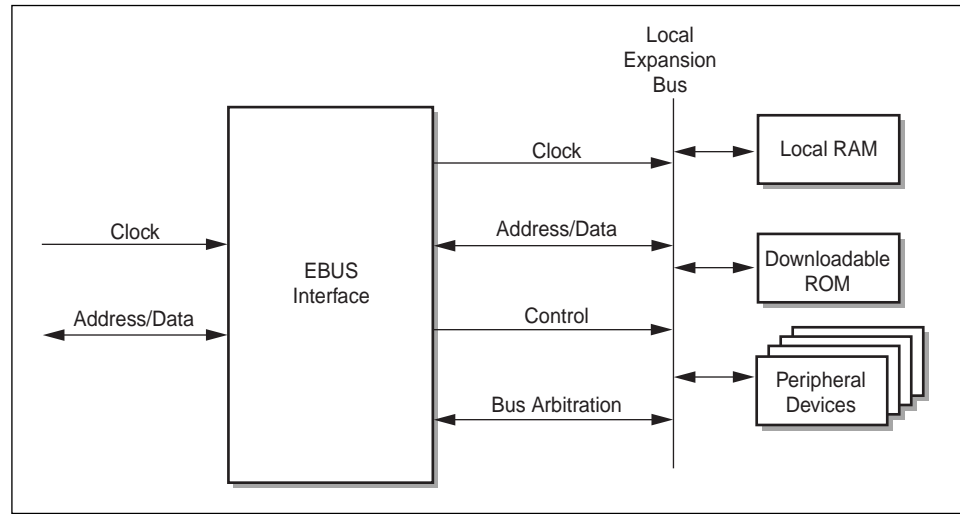 Local
Expansion
Bus
Clock
Local RAM
Clock
Address/Data
EBUS
Interface
Downloadable
ROM
Address/Data
Control
Peripheral
Devices
Bus Arbitration